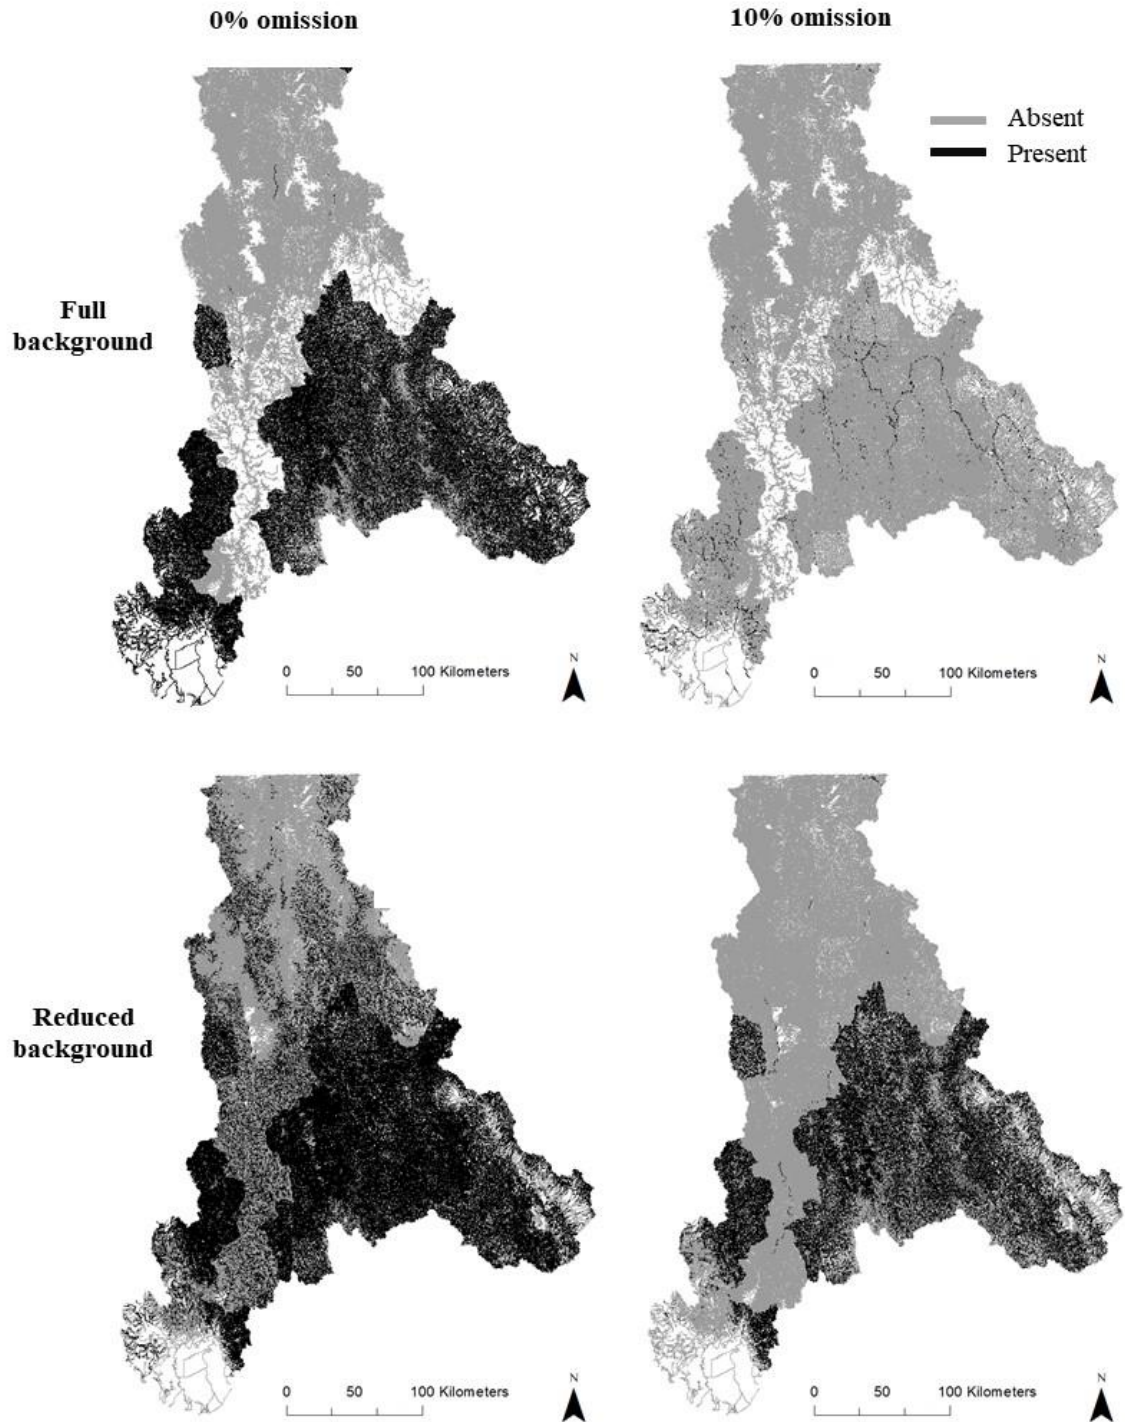 0% omission
10% omission
Absent
Present
Full
background
0 50 100 Kilometers
N
0 50 100 Kilometers
N
Reduced
background
0 50 100 Kilometers
N
0 50 100 Kilometers
N